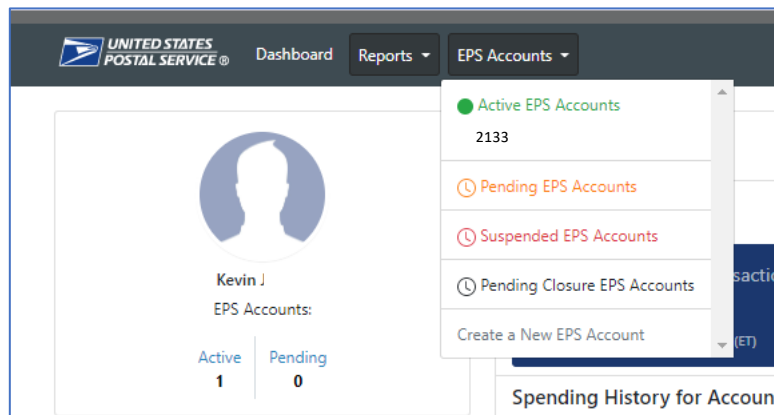 UNITED STATES
POSTAL SERVICE ®
Dashboard
Reports
EPS Accounts
Active EPS Accounts
2133
Pending EPS Accounts
Suspended EPS Accounts
Pending Closure EPS Accounts
Create a New EPS Account
Kevin J
EPS Accounts:
Active
1
Pending
0
(ET)
Spending History for